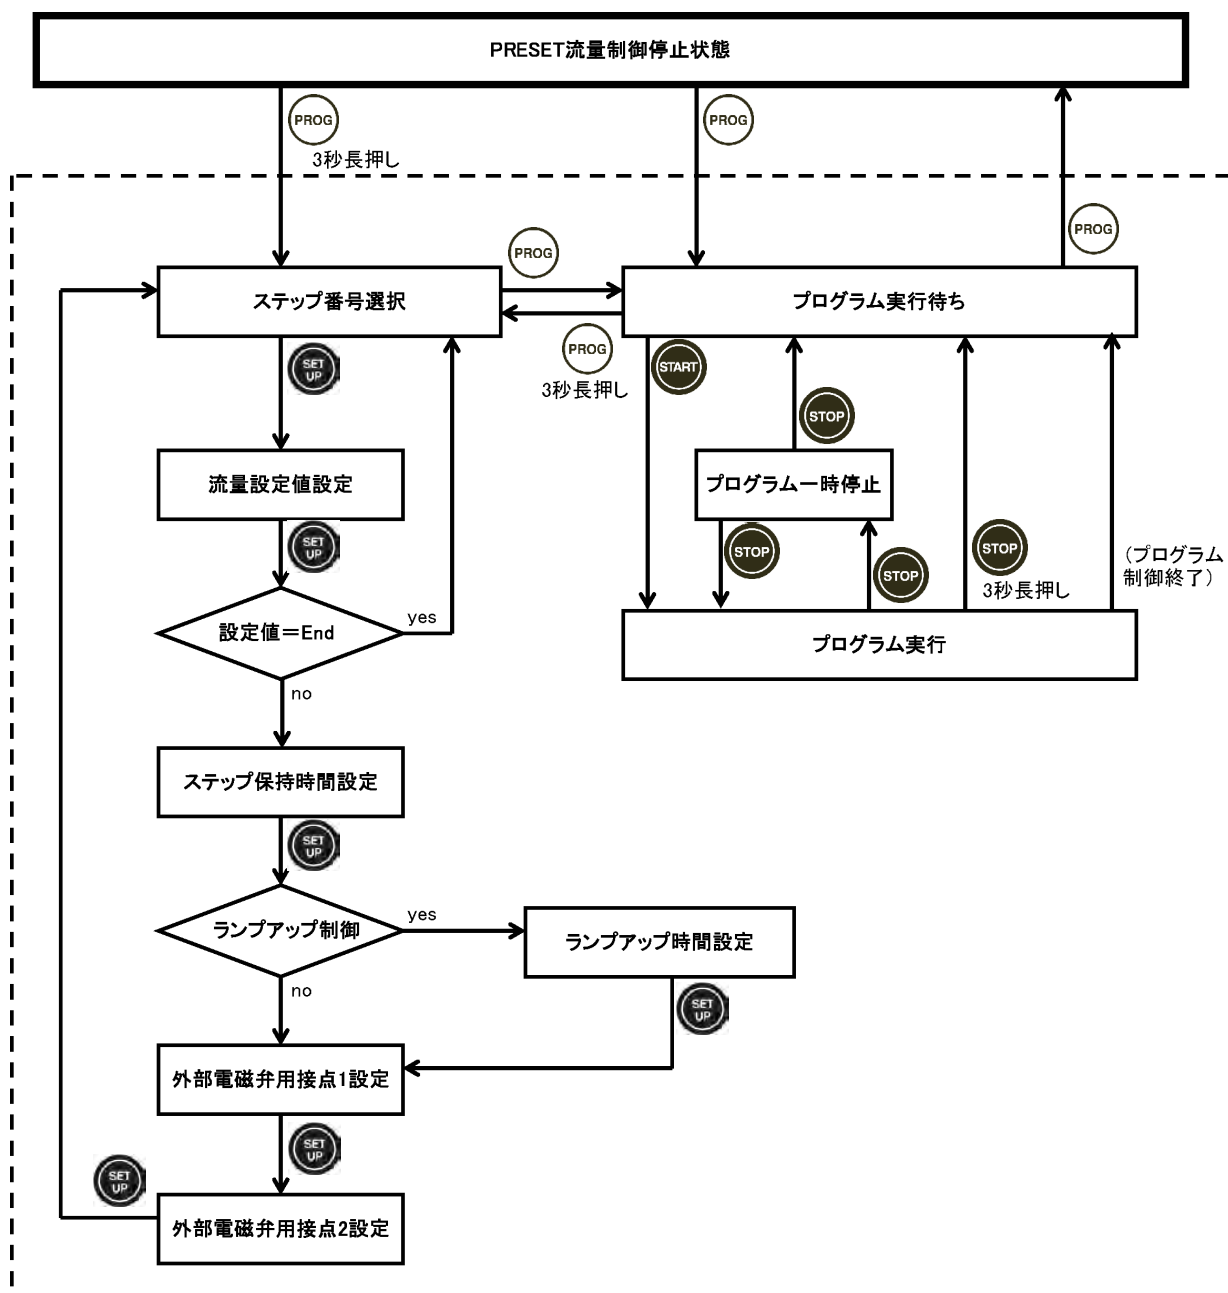 PRESET流量制御停止状態
PROG
3秒長押し
PROG
PROG
PROG
ステップ番号選択
プログラム実行待ち
SET
UP
PROG
3秒長押し
START
STOP
流量設定値設定
プログラム一時停止
SET
UP
STOP
STOP
STOP
3秒長押し
(プログラム
制御終了)
設定値=End
yes
no
プログラム実行
ステップ保持時間設定
SET
UP
ランプアップ制御
yes
no
ランプアップ時間設定
SET
UP
外部電磁弁用接点1設定
SET
UP
SET
UP
外部電磁弁用接点2設定